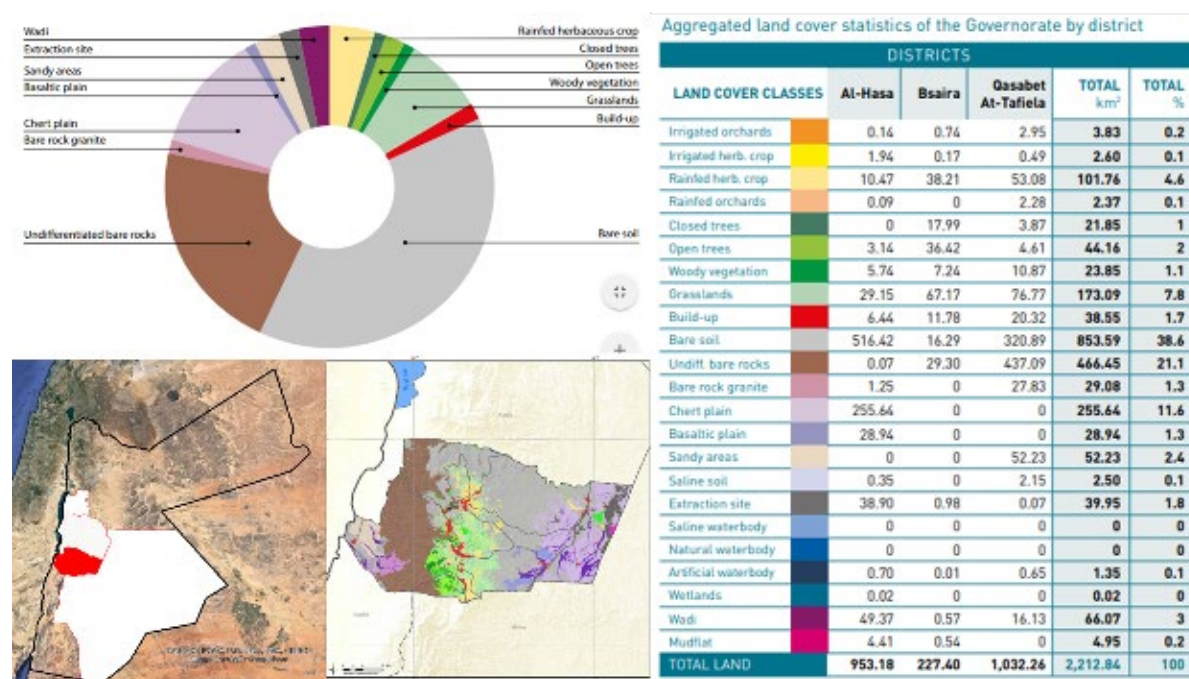 Wadi
Extraction site
Sandy areas
Basaltic plain
Chert plain
Bare rock granite
Undifferentiated bare rocks
Rainfed herbaceous crop
Closed trees
Open trees
Woody vegetation
Grasslands
Build-up
Bare soil
Aggregated land cover statistics of the Governorate by district
DISTRICTS
LAND COVER CLASSES Al-Hasa Bsaira Qasabet At-Tafiela TOTAL km² TOTAL %
Irrigated orchards 0.14 0.74 2.95 3.83 0.2
Irrigated herb. crop 1.94 0.17 0.49 2.60 0.1
Rainfed herb. crop 10.47 38.21 53.08 101.76 4.6
Rainfed orchards 0.09 0 2.28 2.37 0.1
Closed trees 0 17.99 3.87 21.85 1
Open trees 3.14 36.42 4.61 44.16 2
Woody vegetation 5.74 7.24 10.87 23.85 1.1
Grasslands 29.15 67.17 76.77 173.09 7.8
Build-up 6.44 11.78 20.32 38.55 1.7
Bare soil 516.42 16.29 320.89 853.59 38.6
Undiff. bare rocks 0.07 29.30 437.09 466.45 21.1
Bare rock granite 1.25 0 27.83 29.08 1.3
Chert plain 255.64 0 0 255.64 11.6
Basaltic plain 28.94 0 0 28.94 1.3
Sandy areas 0 0 52.23 52.23 2.4
Saline soil 0.35 0 2.15 2.50 0.1
Extraction site 38.90 0.98 0.07 39.95 1.8
Saline waterbody 0 0 0 0 0
Natural waterbody 0 0 0 0 0
Artificial waterbody 0.70 0.01 0.65 1.35 0.1
Wetlands 0.02 0 0 0.02 0
Wadi 49.37 0.57 16.13 66.07 3
Mudflat 4.41 0.54 0 4.95 0.2
TOTAL LAND 953.18 227.40 1,032.26 2,212.84 100